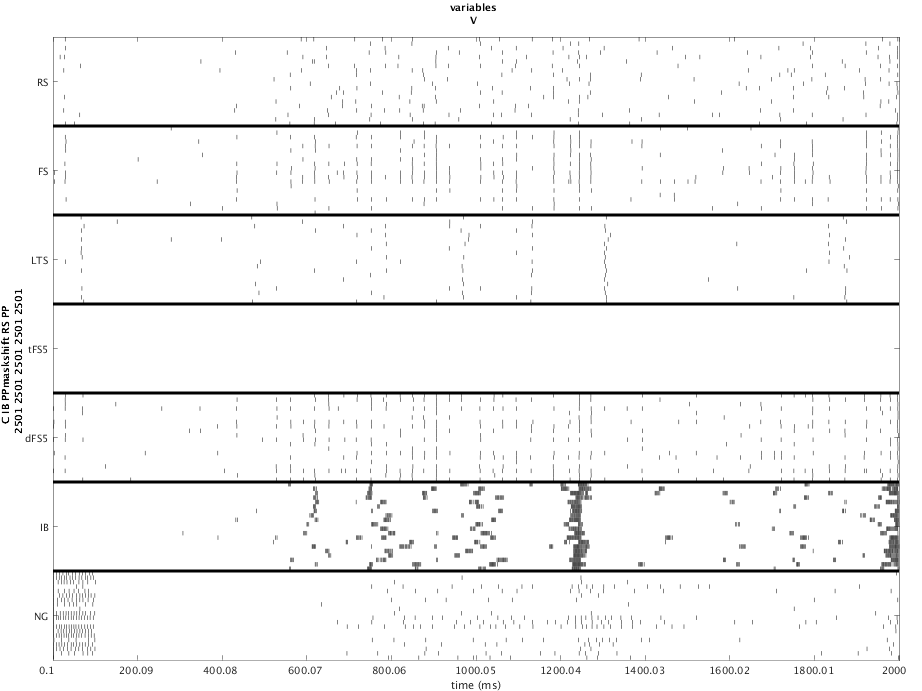 variables
V
RS
FS
LTS
tFS5
dFS5
IB
NG
C IB PPmaskshift RS PP
2501 2501 2501 2501 2501
0.1 200.09 400.08 600.07 800.06 1000.05 1200.04 1400.03 1600.02 1800.01 2000
time (ms)